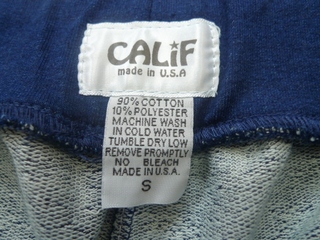 CALIF
made in U.S.A
90% COTTON
10% POLYESTER
MACHINE WASH
IN COLD WATER
TUMBLE DRY LOW
REMOVE PROMPTLY
NO BLEACH
MADE IN U.S.A.
S